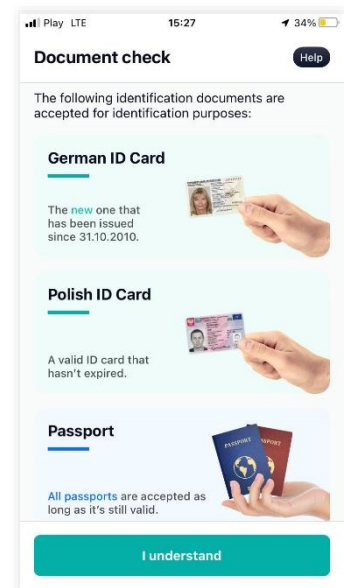 Play LTE 15:27 34%
Document check Help
The following identification documents are
accepted for identification purposes:
German ID Card
The new one that
has been issued
since 31.10.2010.
Polish ID Card
A valid ID card that
hasn't expired.
Passport
PASSPORT PASSPORT
All passports are accepted as
long as it's still valid.
I understand